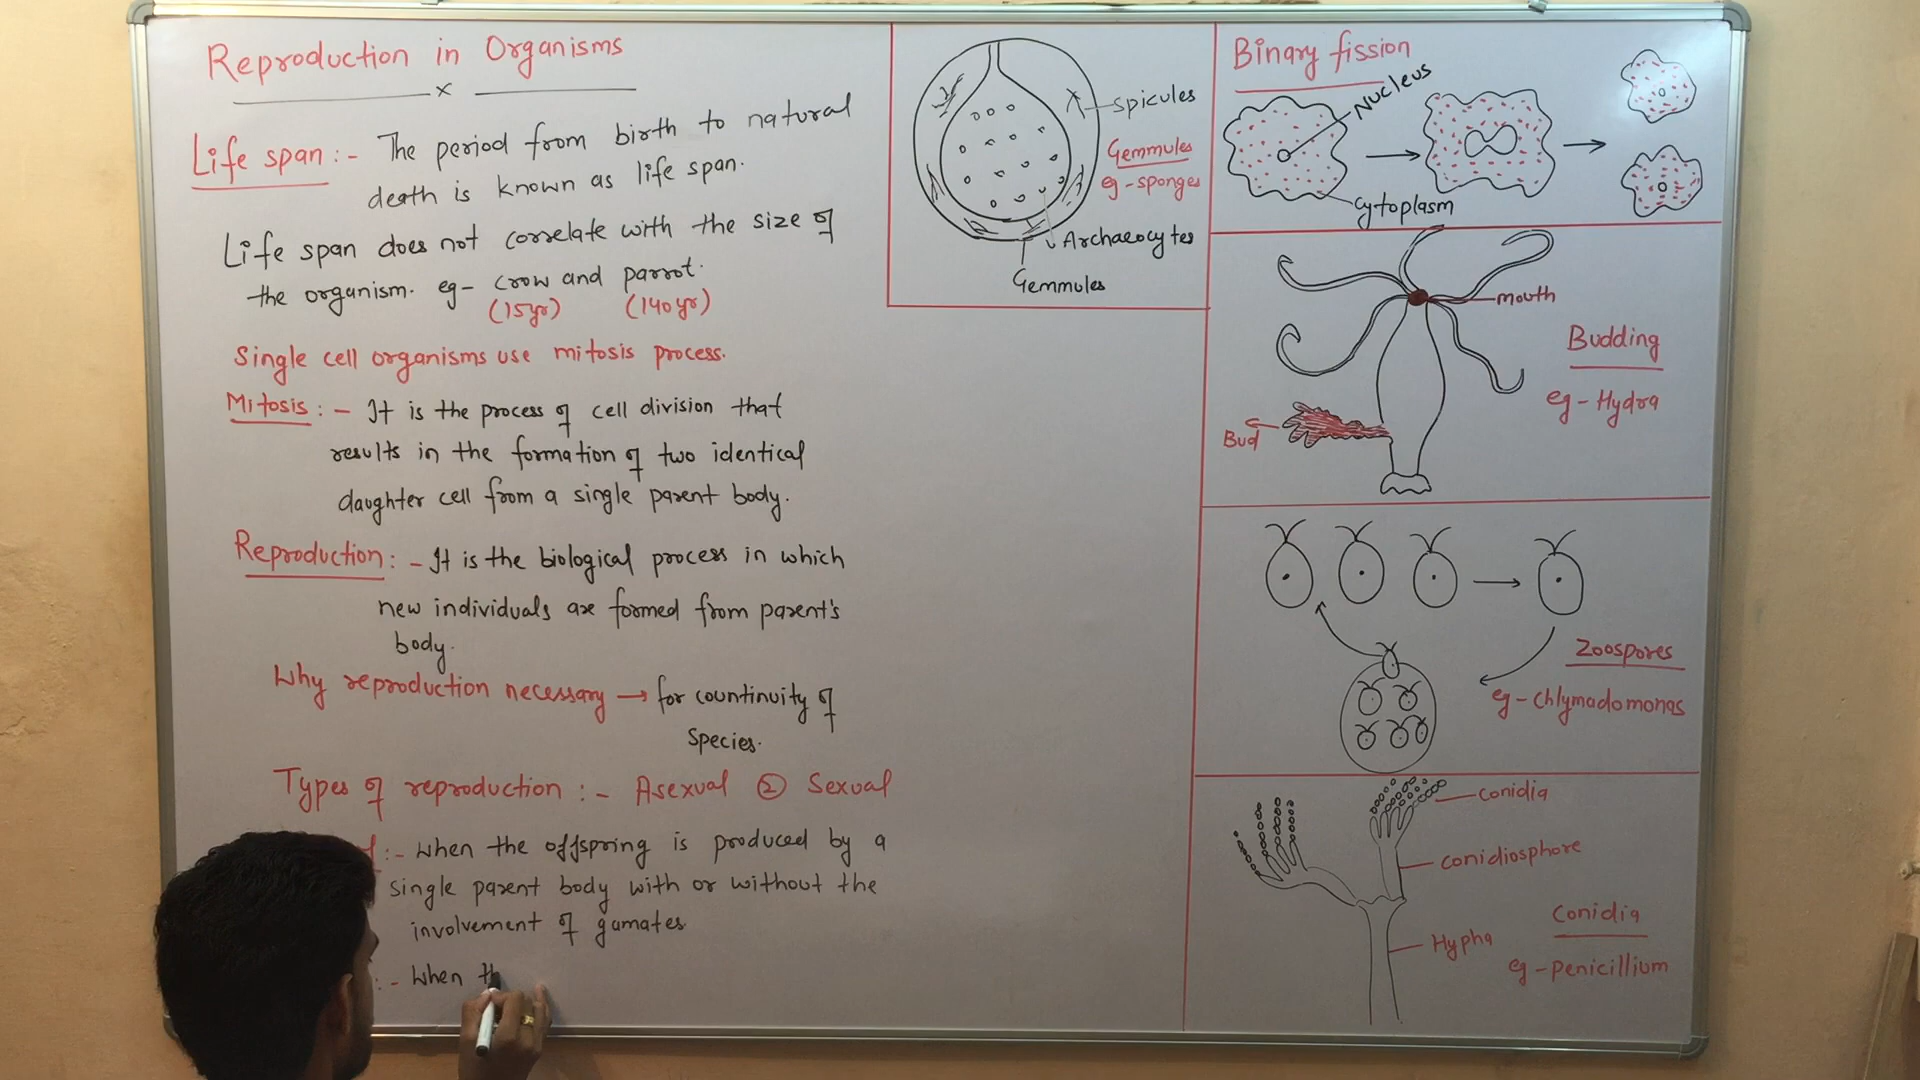 Reproduction in Organisms
x
Life span :- The period from birth to natural
death is known as life span.
Life span does not correlate with the size of
the organism. eg- crow and parrot.
(15yr) (140yr)
Single cell organisms use mitosis process.
Mitosis :- It is the process of cell division that
results in the formation of two identical
daughter cell from a single parent body.
Reproduction :- It is the biological process in which
new individuals are formed from parent's
body.
Why reproduction necessary → for countinuity of
Species.
Types of reproduction :- Asexual ② Sexual
:- When the offspring is produced by a
single parent body with or without the
involvement of gamates.
:- When th
Spicules
Gemmules
eg-sponges
Archaeocytes
Gemmules
Binary fission
Nucleus
Cytoplasm
mouth
Budding
eg-Hydra
Bud
Zoospores
eg-Chlymadomonas
Conidia
Conidiosphore
Conidia
Hypha
eg-penicillium